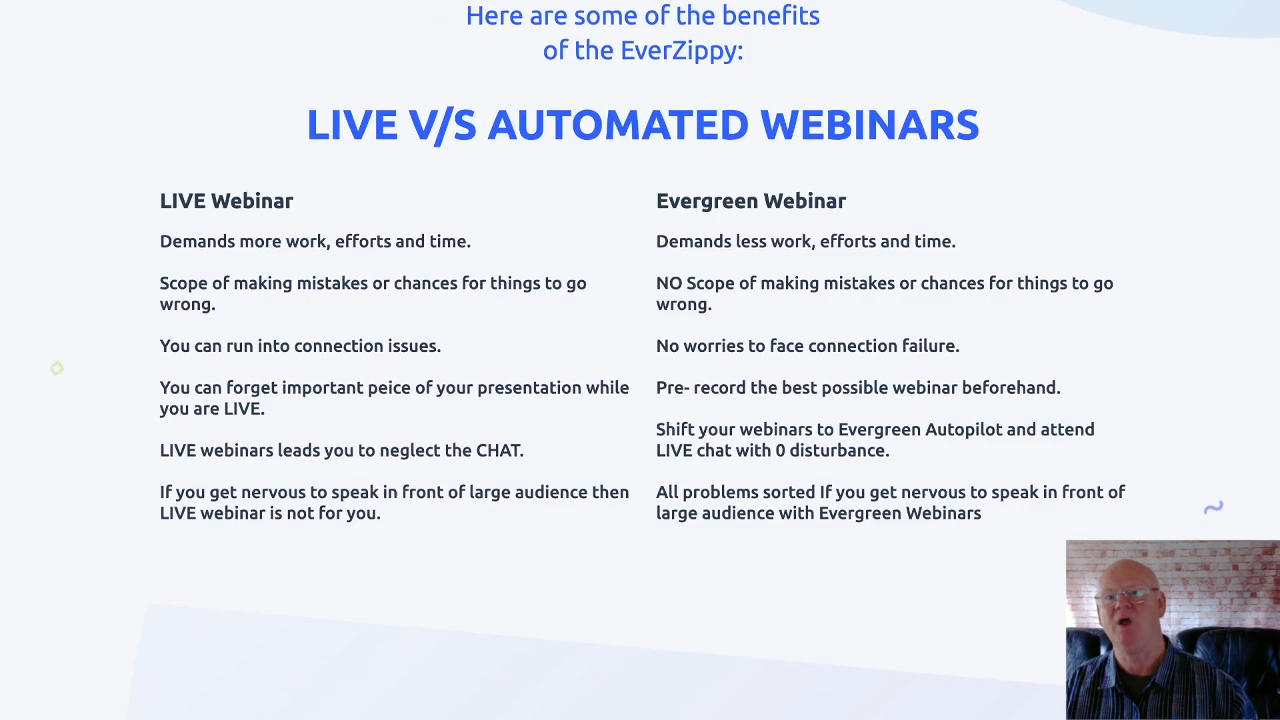 Here are some of the benefits
of the EverZippy:
LIVE V/S AUTOMATED WEBINARS
LIVE Webinar
Demands more work, efforts and time.
Scope of making mistakes or chances for things to go
wrong.
You can run into connection issues.
You can forget important peice of your presentation while
you are LIVE.
LIVE webinars leads you to neglect the CHAT.
If you get nervous to speak in front of large audience then
LIVE webinar is not for you.
Evergreen Webinar
Demands less work, efforts and time.
NO Scope of making mistakes or chances for things to go
wrong.
No worries to face connection failure.
Pre- record the best possible webinar beforehand.
Shift your webinars to Evergreen Autopilot and attend
LIVE chat with 0 disturbance.
All problems sorted If you get nervous to speak in front of
large audience with Evergreen Webinars